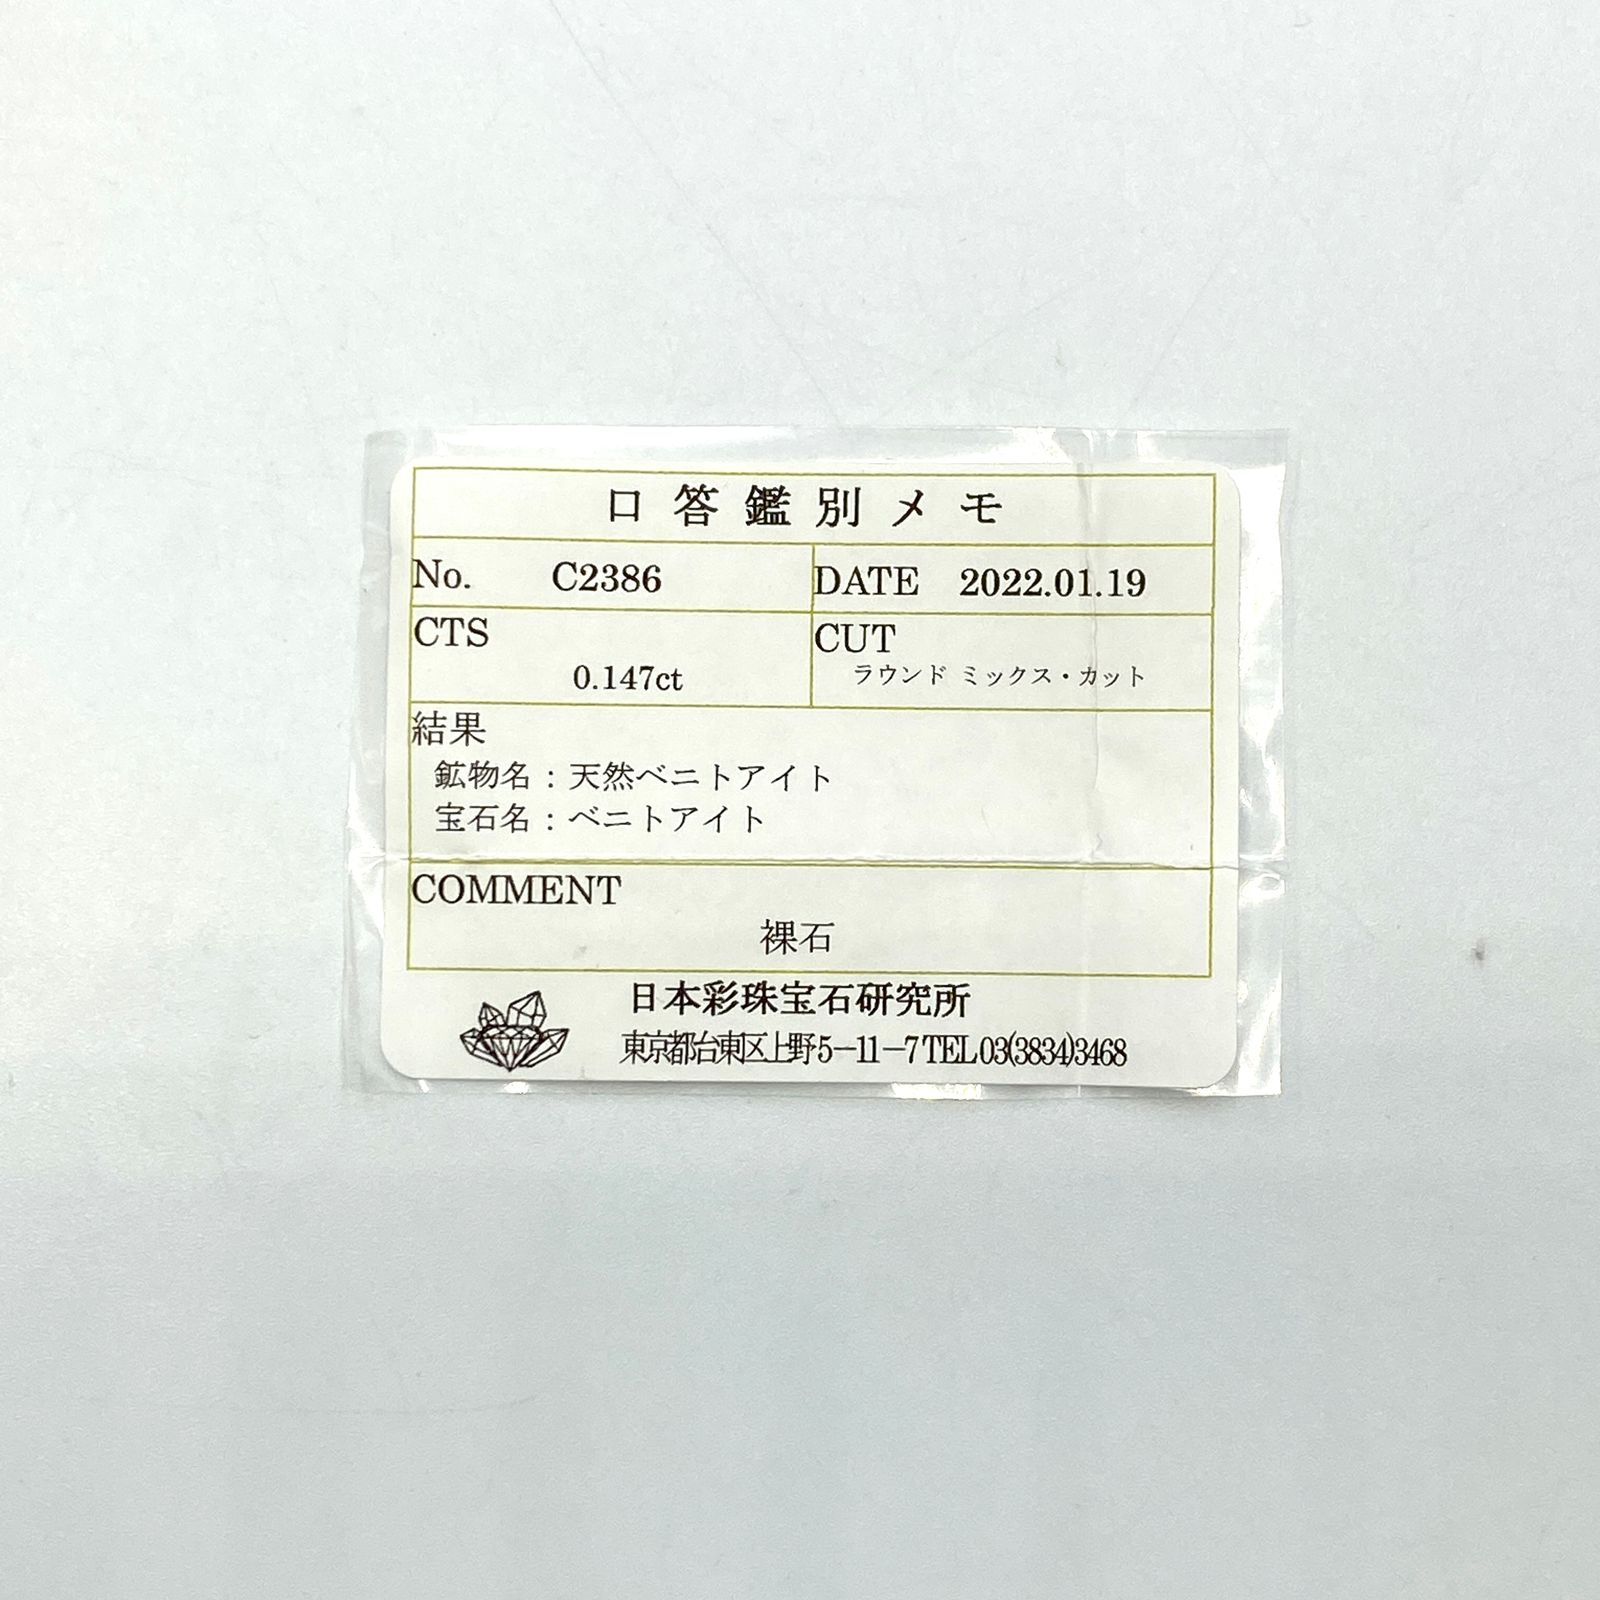 口答鑑別メモ
No. C2386 DATE 2022.01.19
CTS CUT
0.147ct ラウンド ミックス・カット
結果
鉱物名：天然ベニトアイト
宝石名：ベニトアイト
COMMENT
裸石
日本彩珠宝石研究所
東京都台東区上野5－11－7 TEL03(3834)3468